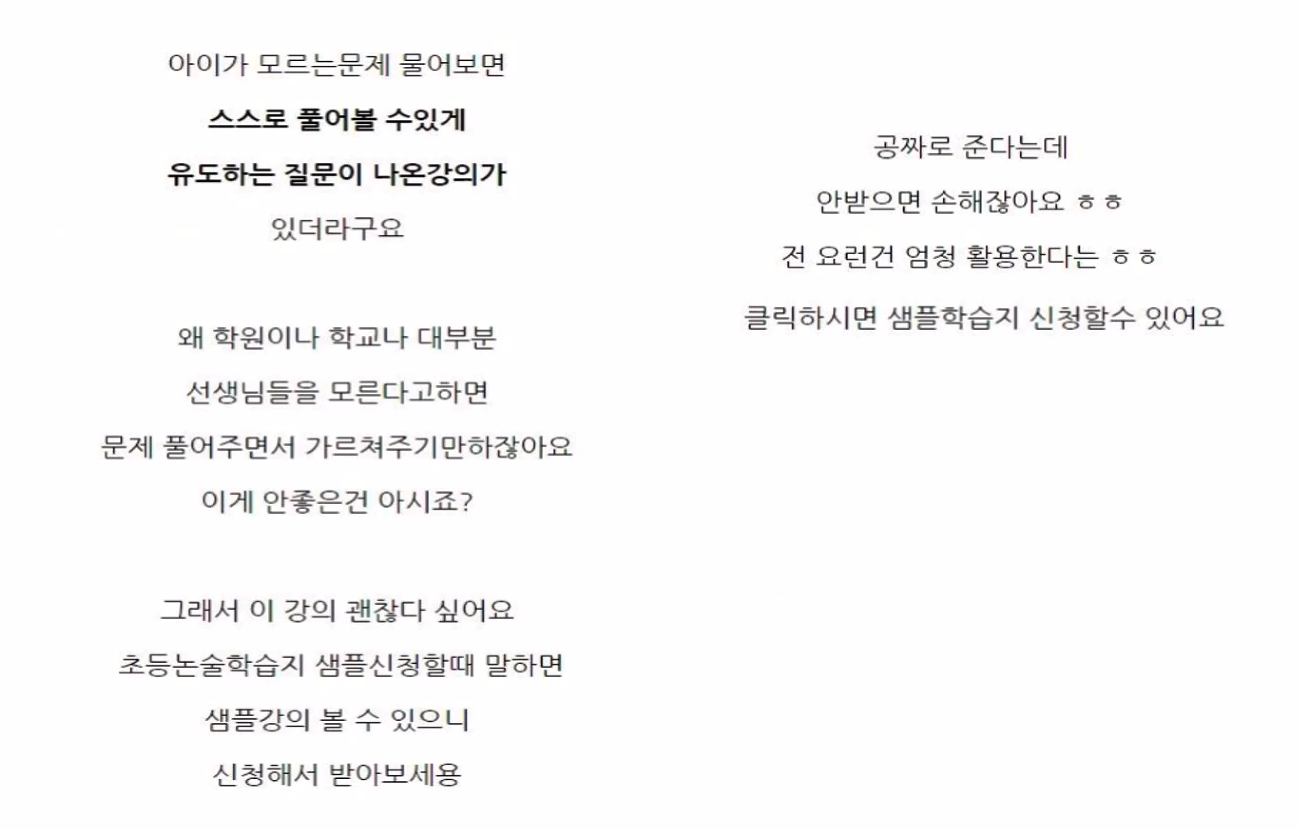 아이가 모르는문제 물어보면
스스로 풀어볼 수있게
유도하는 질문이 나온강의가
있더라구요
왜 학원이나 학교나 대부분
선생님들을 모른다고하면
문제 풀어주면서 가르쳐주기만하잖아요
이게 안좋은건 아시죠?
그래서 이 강의 괜찮다 싶어요
초등논술학습지 샘플신청할때 말하면
샘플강의 볼 수 있으니
신청해서 받아보세용
공짜로 준다는데
안받으면 손해잖아요 ㅎㅎ
전 요런건 엄청 활용한다는 ㅎㅎ
클릭하시면 샘플학습지 신청할수 있어요